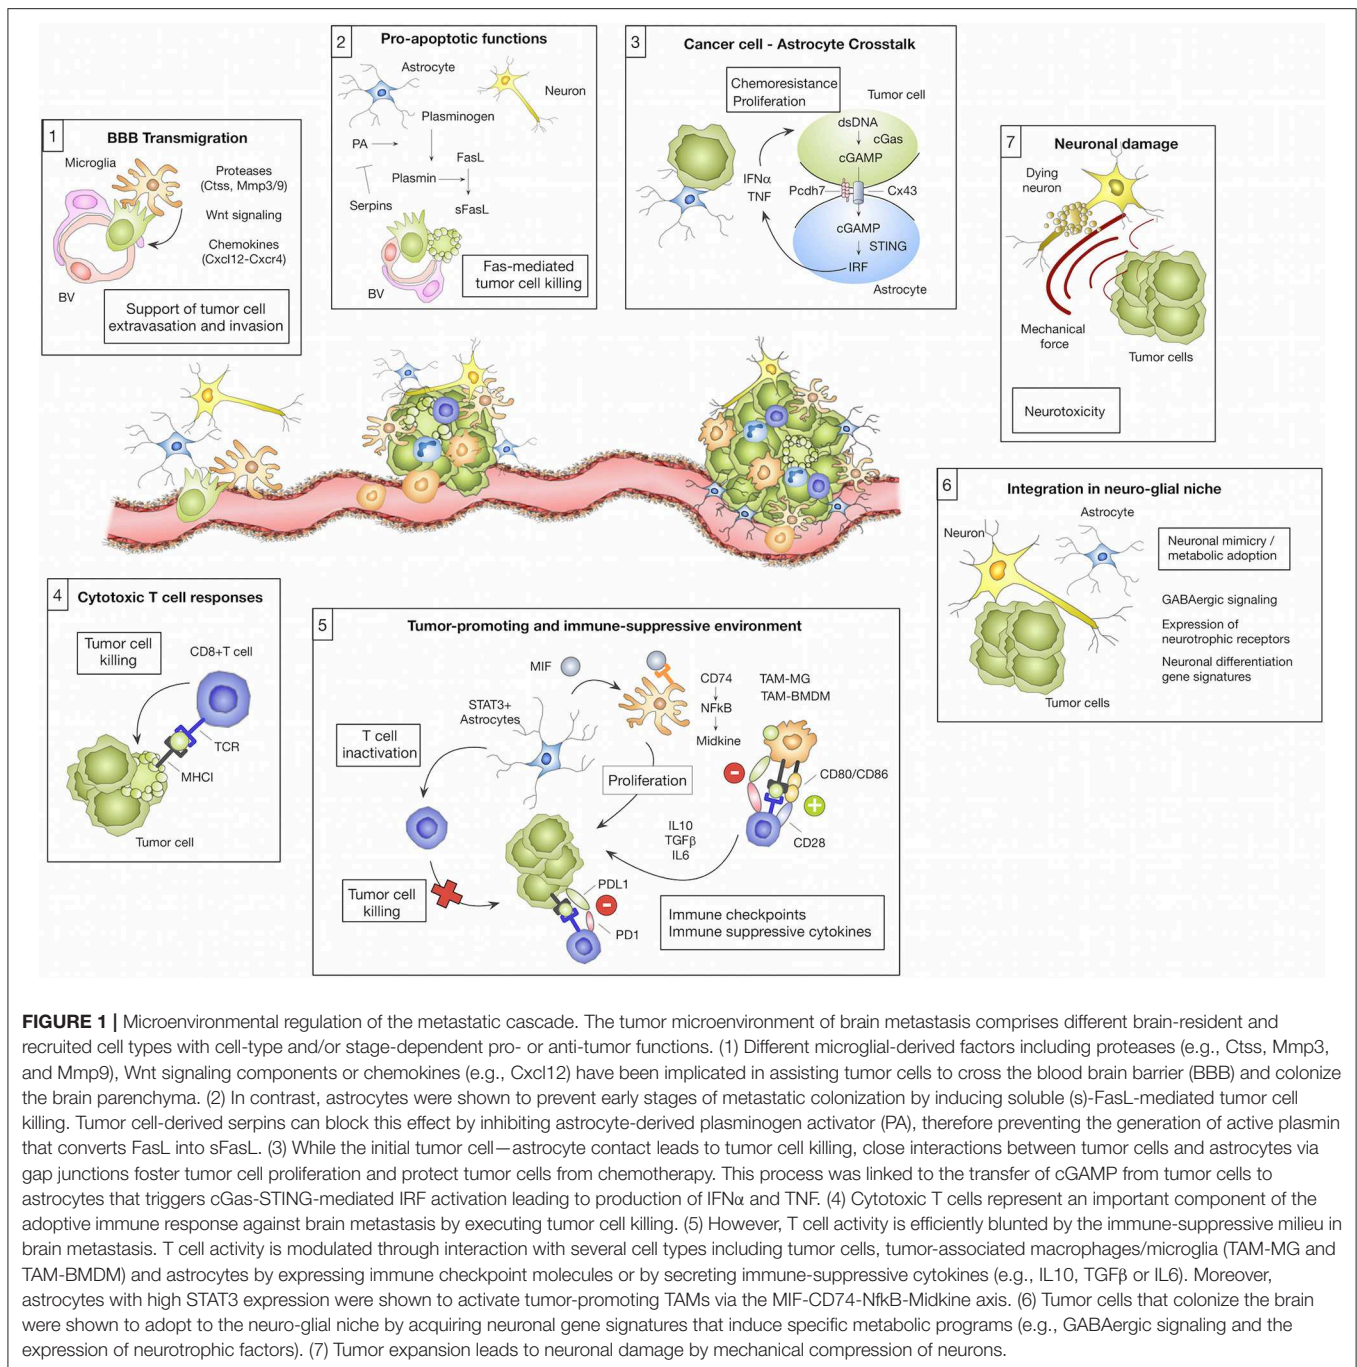 1
BBB Transmigration
Microglia
Proteases
(Ctss, Mmp3/9)
Wnt signaling
Chemokines
(Cxcl12-Cxcr4)
BV
Support of tumor cell
extravasation and invasion
2
Pro-apoptotic functions
Astrocyte
Neuron
Plasminogen
PA
FasL
Plasmin
Serpins
sFasL
BV
Fas-mediated
tumor cell killing
3
Cancer cell - Astrocyte Crosstalk
Chemoresistance
Proliferation
Tumor cell
dsDNA
cGas
cGAMP
IFNα
TNF
Pcdh7
Cx43
cGAMP
STING
IRF
Astrocyte
7
Neuronal damage
Dying
neuron
Mechanical
force
Tumor cells
Neurotoxicity
6
Integration in neuro-glial niche
Astrocyte
Neuron
Neuronal mimicry /
metabolic adoption
GABAergic signaling
Expression of
neurotrophic receptors
Neuronal differentiation
gene signatures
Tumor cells
4
Cytotoxic T cell responses
Tumor cell
killing
CD8+T cell
TCR
MHCI
Tumor cell
5
Tumor-promoting and immune-suppressive environment
MIF
CD74
NFkB
Midkine
TAM-MG
TAM-BMDM
STAT3+
Astrocytes
T cell
inactivation
Proliferation
CD80/CD86
-
+
IL10
TGFβ
IL6
CD28
Tumor cell
killing
PDL1
-
PD1
Immune checkpoints
Immune suppressive cytokines
FIGURE 1 | Microenvironmental regulation of the metastatic cascade. The tumor microenvironment of brain metastasis comprises different brain-resident and
recruited cell types with cell-type and/or stage-dependent pro- or anti-tumor functions. (1) Different microglial-derived factors including proteases (e.g., Ctss, Mmp3,
and Mmp9), Wnt signaling components or chemokines (e.g., Cxcl12) have been implicated in assisting tumor cells to cross the blood brain barrier (BBB) and colonize
the brain parenchyma. (2) In contrast, astrocytes were shown to prevent early stages of metastatic colonization by inducing soluble (s)-FasL-mediated tumor cell
killing. Tumor cell-derived serpins can block this effect by inhibiting astrocyte-derived plasminogen activator (PA), therefore preventing the generation of active plasmin
that converts FasL into sFasL. (3) While the initial tumor cell—astrocyte contact leads to tumor cell killing, close interactions between tumor cells and astrocytes via
gap junctions foster tumor cell proliferation and protect tumor cells from chemotherapy. This process was linked to the transfer of cGAMP from tumor cells to
astrocytes that triggers cGas-STING-mediated IRF activation leading to production of IFNα and TNF. (4) Cytotoxic T cells represent an important component of the
adoptive immune response against brain metastasis by executing tumor cell killing. (5) However, T cell activity is efficiently blunted by the immune-suppressive milieu in
brain metastasis. T cell activity is modulated through interaction with several cell types including tumor cells, tumor-associated macrophages/microglia (TAM-MG and
TAM-BMDM) and astrocytes by expressing immune checkpoint molecules or by secreting immune-suppressive cytokines (e.g., IL10, TGFβ or IL6). Moreover,
astrocytes with high STAT3 expression were shown to activate tumor-promoting TAMs via the MIF-CD74-NfkB-Midkine axis. (6) Tumor cells that colonize the brain
were shown to adopt to the neuro-glial niche by acquiring neuronal gene signatures that induce specific metabolic programs (e.g., GABAergic signaling and the
expression of neurotrophic factors). (7) Tumor expansion leads to neuronal damage by mechanical compression of neurons.